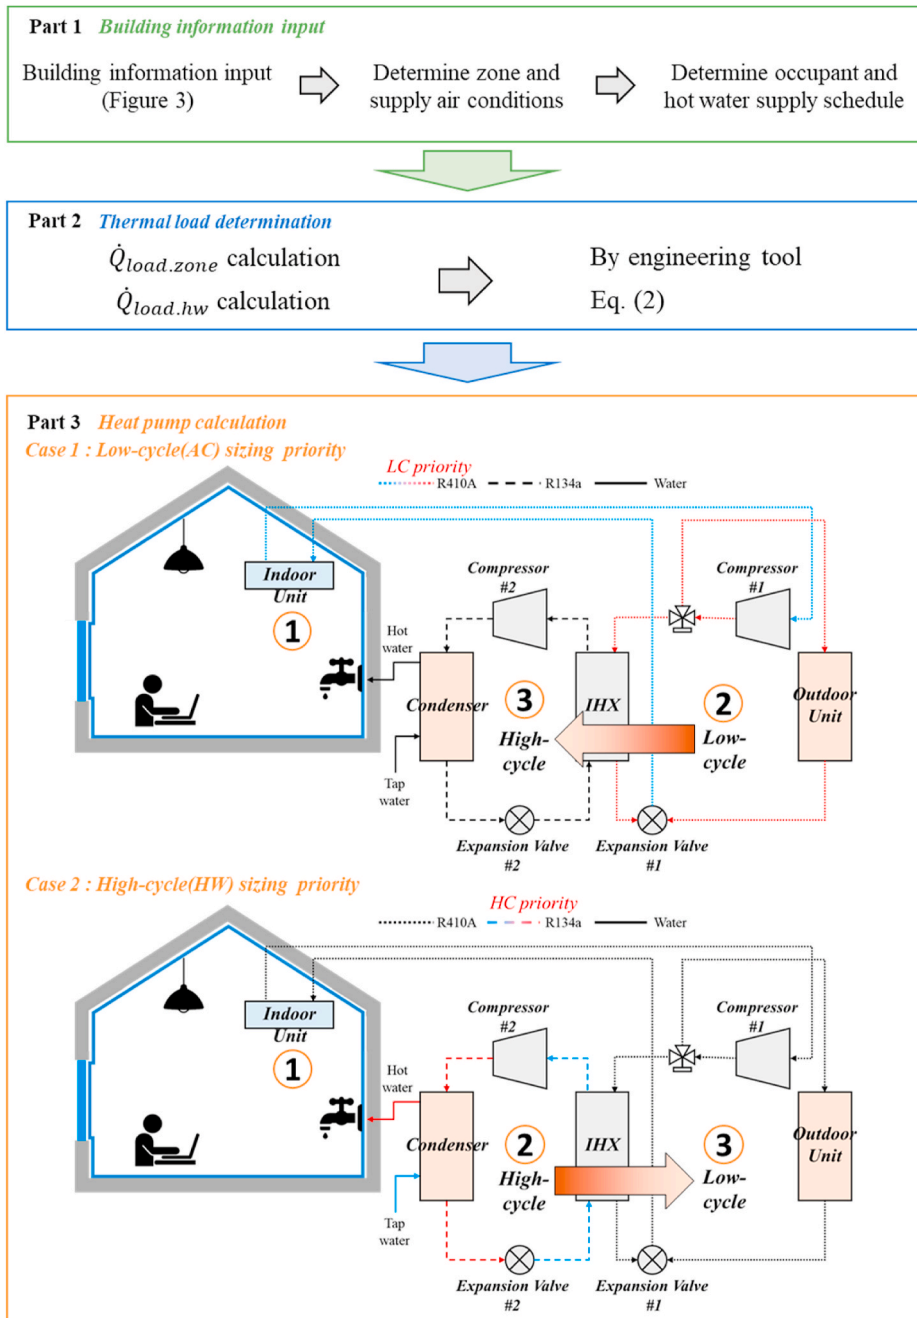 Part 1 Building information input
Building information input
(Figure 3)
Determine zone and
supply air conditions
Determine occupant and
hot water supply schedule
Part 2 Thermal load determination
Q̇load.zone calculation
By engineering tool
Q̇load.hw calculation
Eq. (2)
Part 3 Heat pump calculation
Case 1 : Low-cycle(AC) sizing priority
LC priority
R410A
R134a
Water
Indoor
Unit
1
Hot
water
Compressor
#2
Compressor
#1
Condenser
3
High-
cycle
IHX
2
Low-
cycle
Outdoor
Unit
Tap
water
Expansion Valve
#2
Expansion Valve
#1
Case 2 : High-cycle(HW) sizing priority
HC priority
R410A
R134a
Water
Indoor
Unit
1
Hot
water
Compressor
#2
Compressor
#1
Condenser
2
High-
cycle
IHX
3
Low-
cycle
Outdoor
Unit
Tap
water
Expansion Valve
#2
Expansion Valve
#1